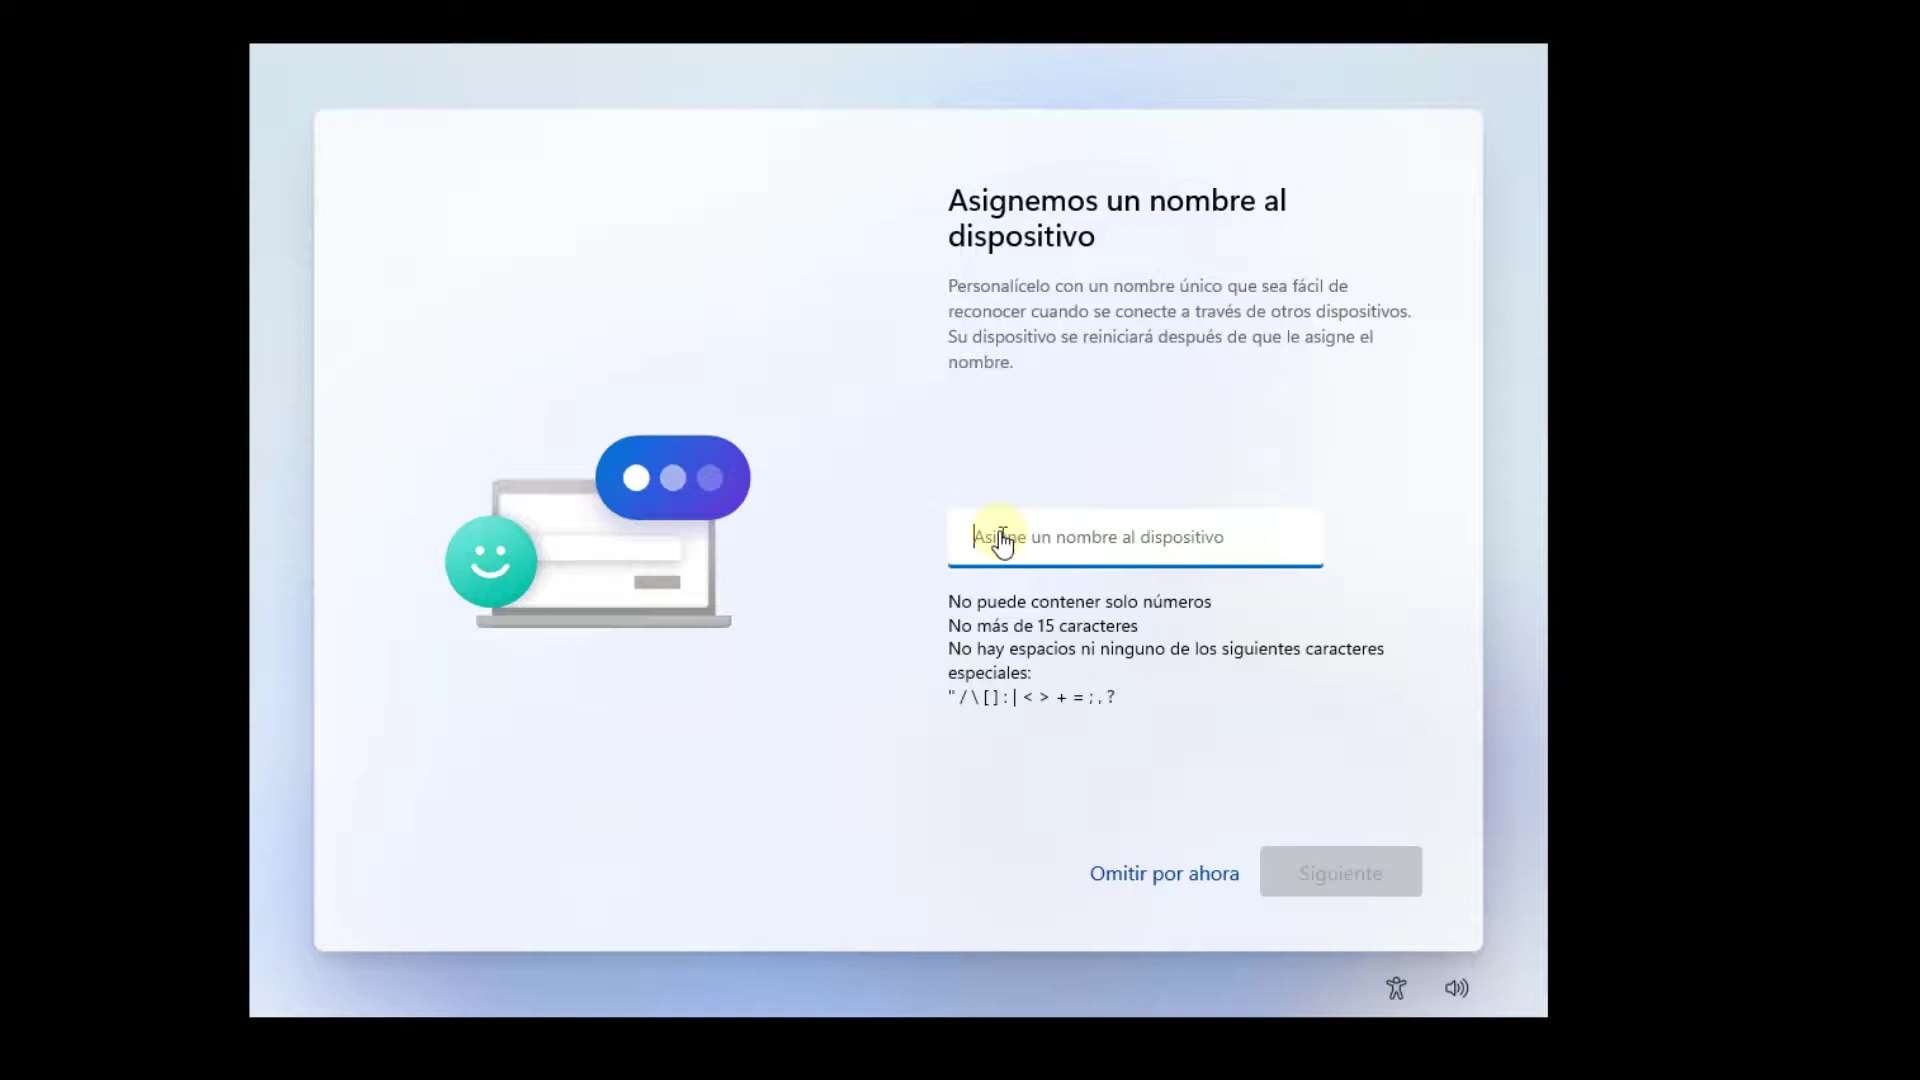 Asignemos un nombre al
dispositivo
Personalícelo con un nombre único que sea fácil de
reconocer cuando se conecte a través de otros dispositivos.
Su dispositivo se reiniciará después de que le asigne el
nombre.
Asigne un nombre al dispositivo
No puede contener solo números
No más de 15 caracteres
No hay espacios ni ninguno de los siguientes caracteres
especiales:
" / \ [ ] : | < > + = ; , ?
Omitir por ahora
Siguiente